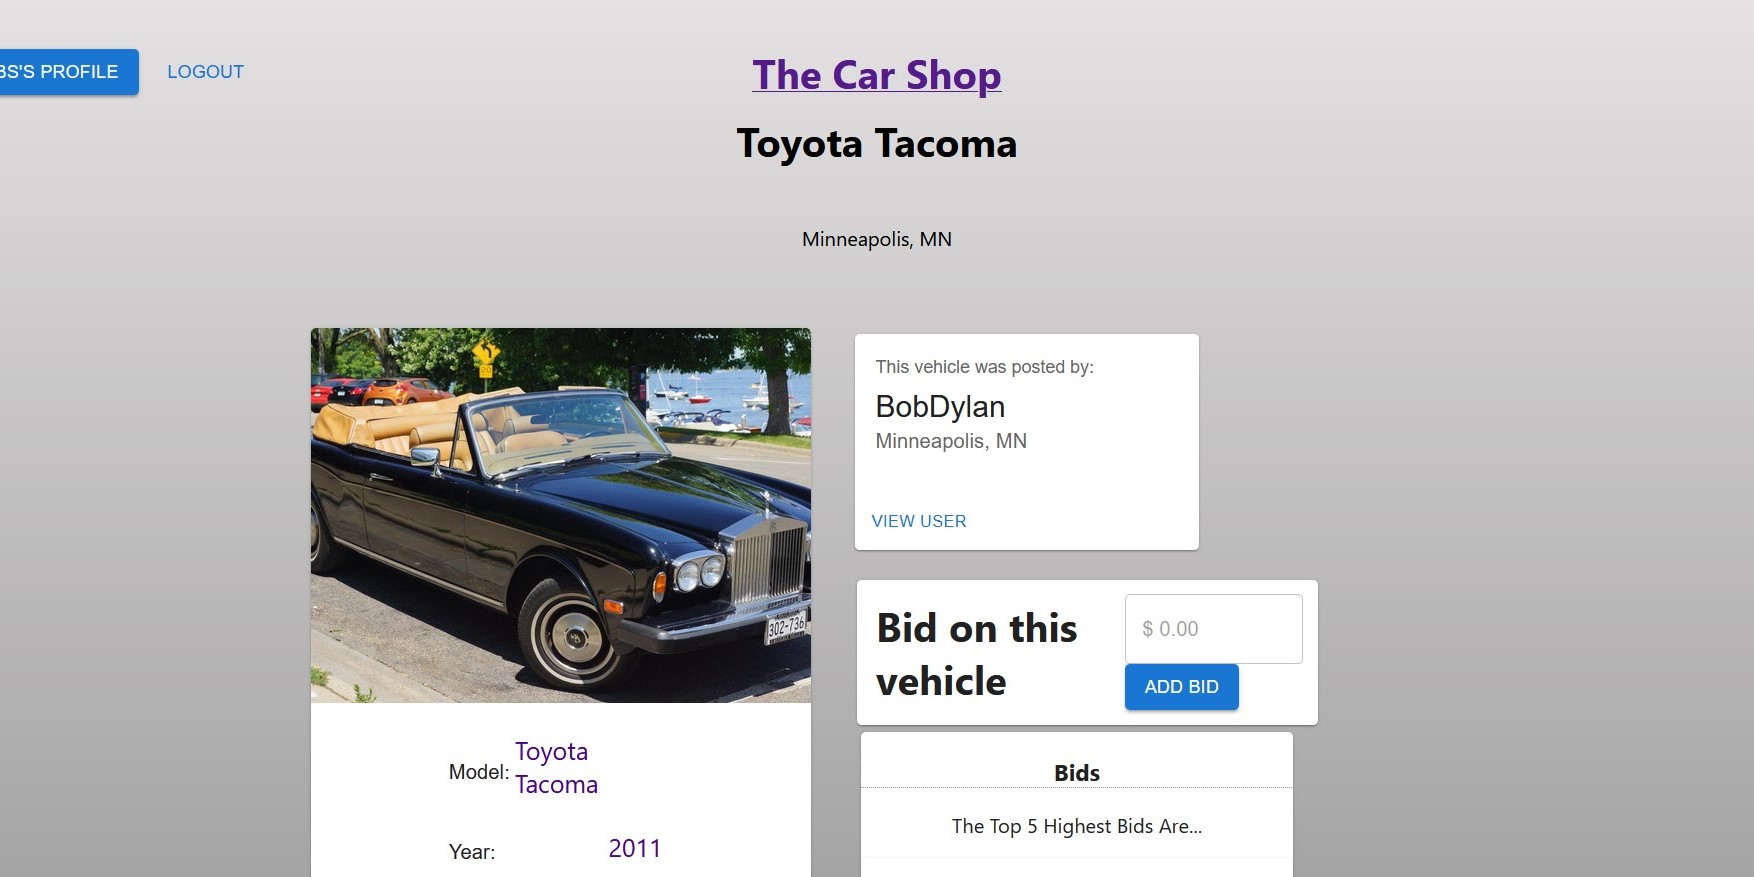 BS'S PROFILE
LOGOUT
The Car Shop
Toyota Tacoma
Minneapolis, MN
20
302-736
This vehicle was posted by:
BobDylan
Minneapolis, MN
VIEW USER
Bid on this
vehicle
$ 0.00
ADD BID
Model:
Toyota
Tacoma
Year:
2011
Bids
The Top 5 Highest Bids Are...